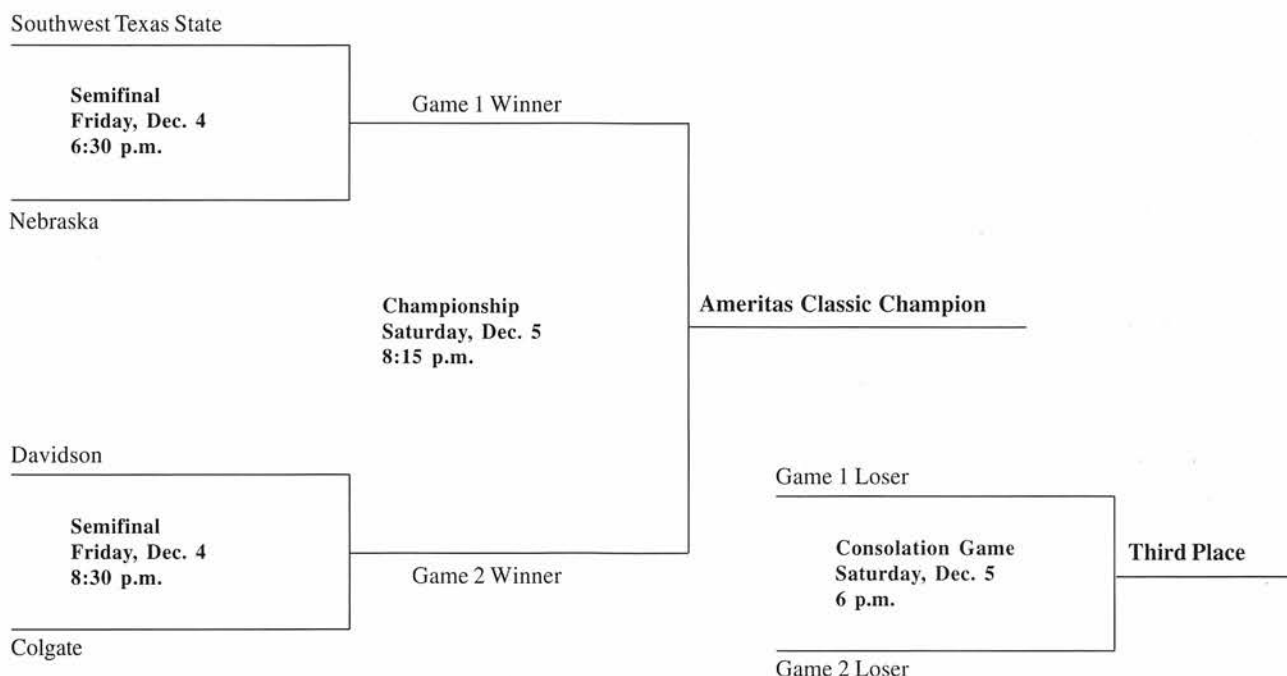 Southwest Texas State
Semifinal
Friday, Dec. 4
6:30 p.m.
Nebraska
Game 1 Winner
Championship
Saturday, Dec. 5
8:15 p.m.
Ameritas Classic Champion
Davidson
Semifinal
Friday, Dec. 4
8:30 p.m.
Colgate
Game 2 Winner
Game 1 Loser
Consolation Game
Saturday, Dec. 5
6 p.m.
Game 2 Loser
Third Place